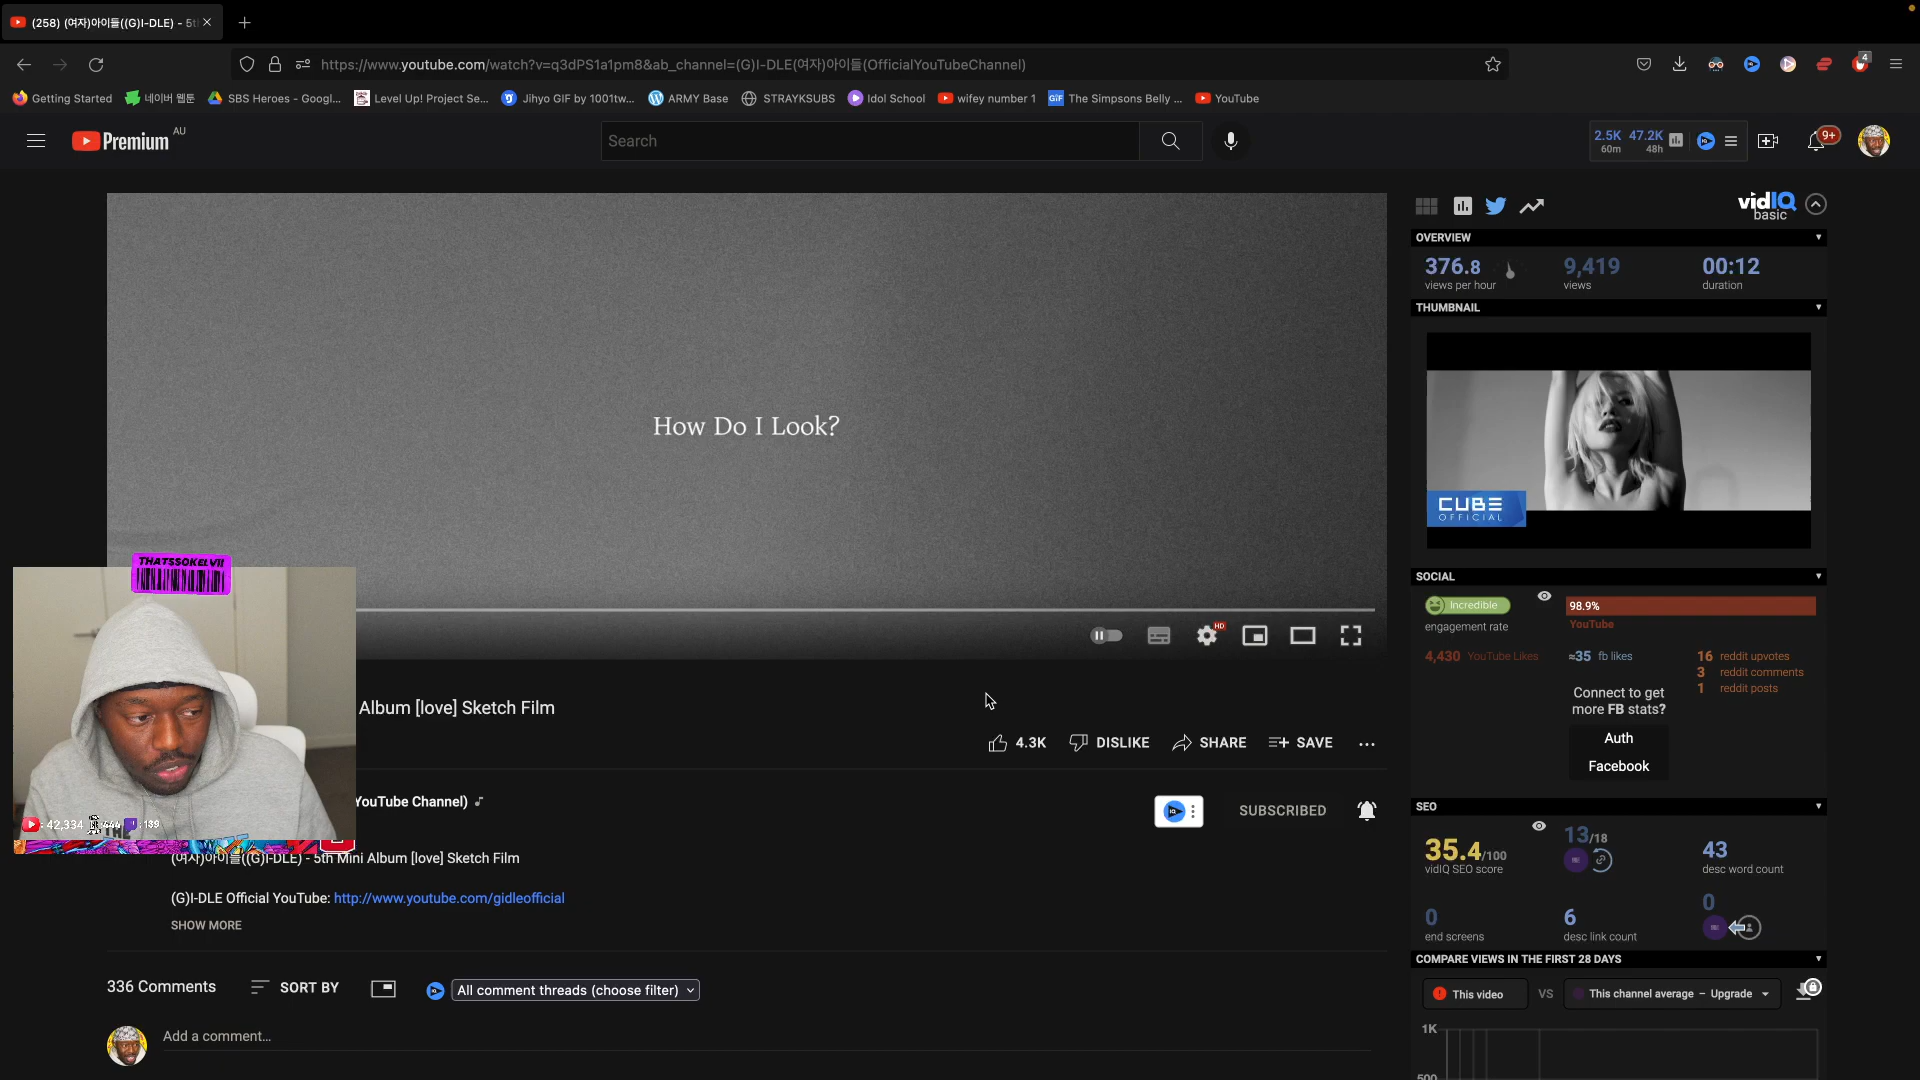 (258) (여자)아이들((G)I-DLE) - 5t
https://www.youtube.com/watch?v=q3dPS1a1pm8&ab_channel=(G)I-DLE(여자)아이들(OfficialYouTubeChannel)
4
Getting Started
네이버 웹툰
SBS Heroes - Googl...
Level Up! Project Se...
Jihyo GIF by 1001tw...
ARMY Base
STRAYKSUBS
Idol School
wifey number 1
GIF
The Simpsons Belly ...
YouTube
Premium
AU
Search
2.5K
60m
47.2K
48h
9+
How Do I Look?
HD
Album [love] Sketch Film
4.3K
DISLIKE
SHARE
SAVE
YouTube Channel)
SUBSCRIBED
(여자)아이들((G)I-DLE) - 5th Mini Album [love] Sketch Film
(G)I-DLE Official YouTube: http://www.youtube.com/gidleofficial
SHOW MORE
336 Comments
SORT BY
All comment threads (choose filter)
Add a comment...
THATSSOKELVII
42,334
444
139
THE
vidIQ
basic
OVERVIEW
376.8
views per hour
9,419
views
00:12
duration
THUMBNAIL
CUBE
OFFICIAL
SOCIAL
Incredible
engagement rate
98.9%
YouTube
4,430 YouTube Likes
≈35 fb likes
16 reddit upvotes
3 reddit comments
1 reddit posts
Connect to get
more FB stats?
Auth
Facebook
SEO
35.4/100
vidIQ SEO score
13/18
43
desc word count
0
end screens
6
desc link count
0
COMPARE VIEWS IN THE FIRST 28 DAYS
This video
VS
This channel average – Upgrade
1K
500